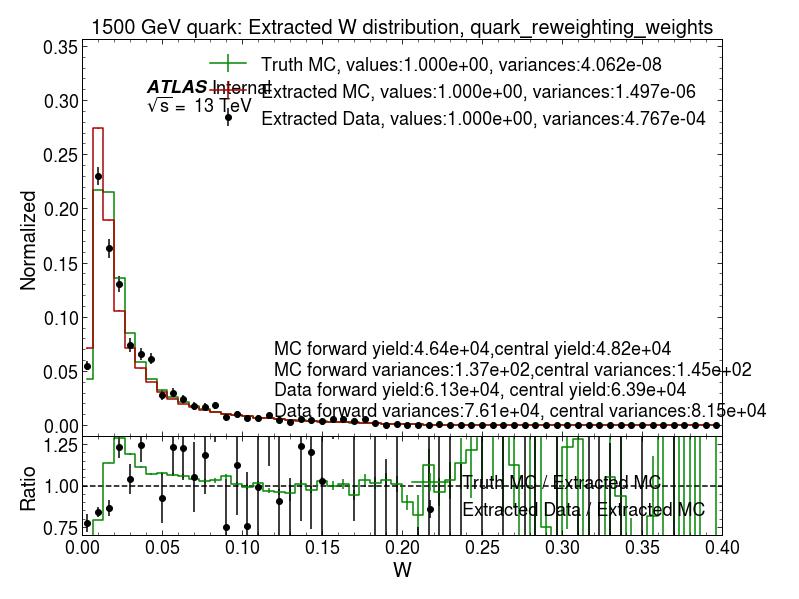 1500 GeV quark: Extracted W distribution, quark_reweighting_weights
0.35
0.30
0.25
0.20
0.15
0.10
0.05
0.00
Normalized
Truth MC, values:1.000e+00, variances:4.062e-08
ATLAS Internal
Extracted MC, values:1.000e+00, variances:1.497e-06
√s = 13 TeV
Extracted Data, values:1.000e+00, variances:4.767e-04
MC forward yield:4.64e+04,central yield:4.82e+04
MC forward variances:1.37e+02,central variances:1.45e+02
Data forward yield:6.13e+04, central yield:6.39e+04
Data forward variances:7.61e+04, central variances:8.15e+04
1.25
1.00
0.75
Ratio
Truth MC / Extracted MC
Extracted Data / Extracted MC
0.00 0.05 0.10 0.15 0.20 0.25 0.30 0.35 0.40
W